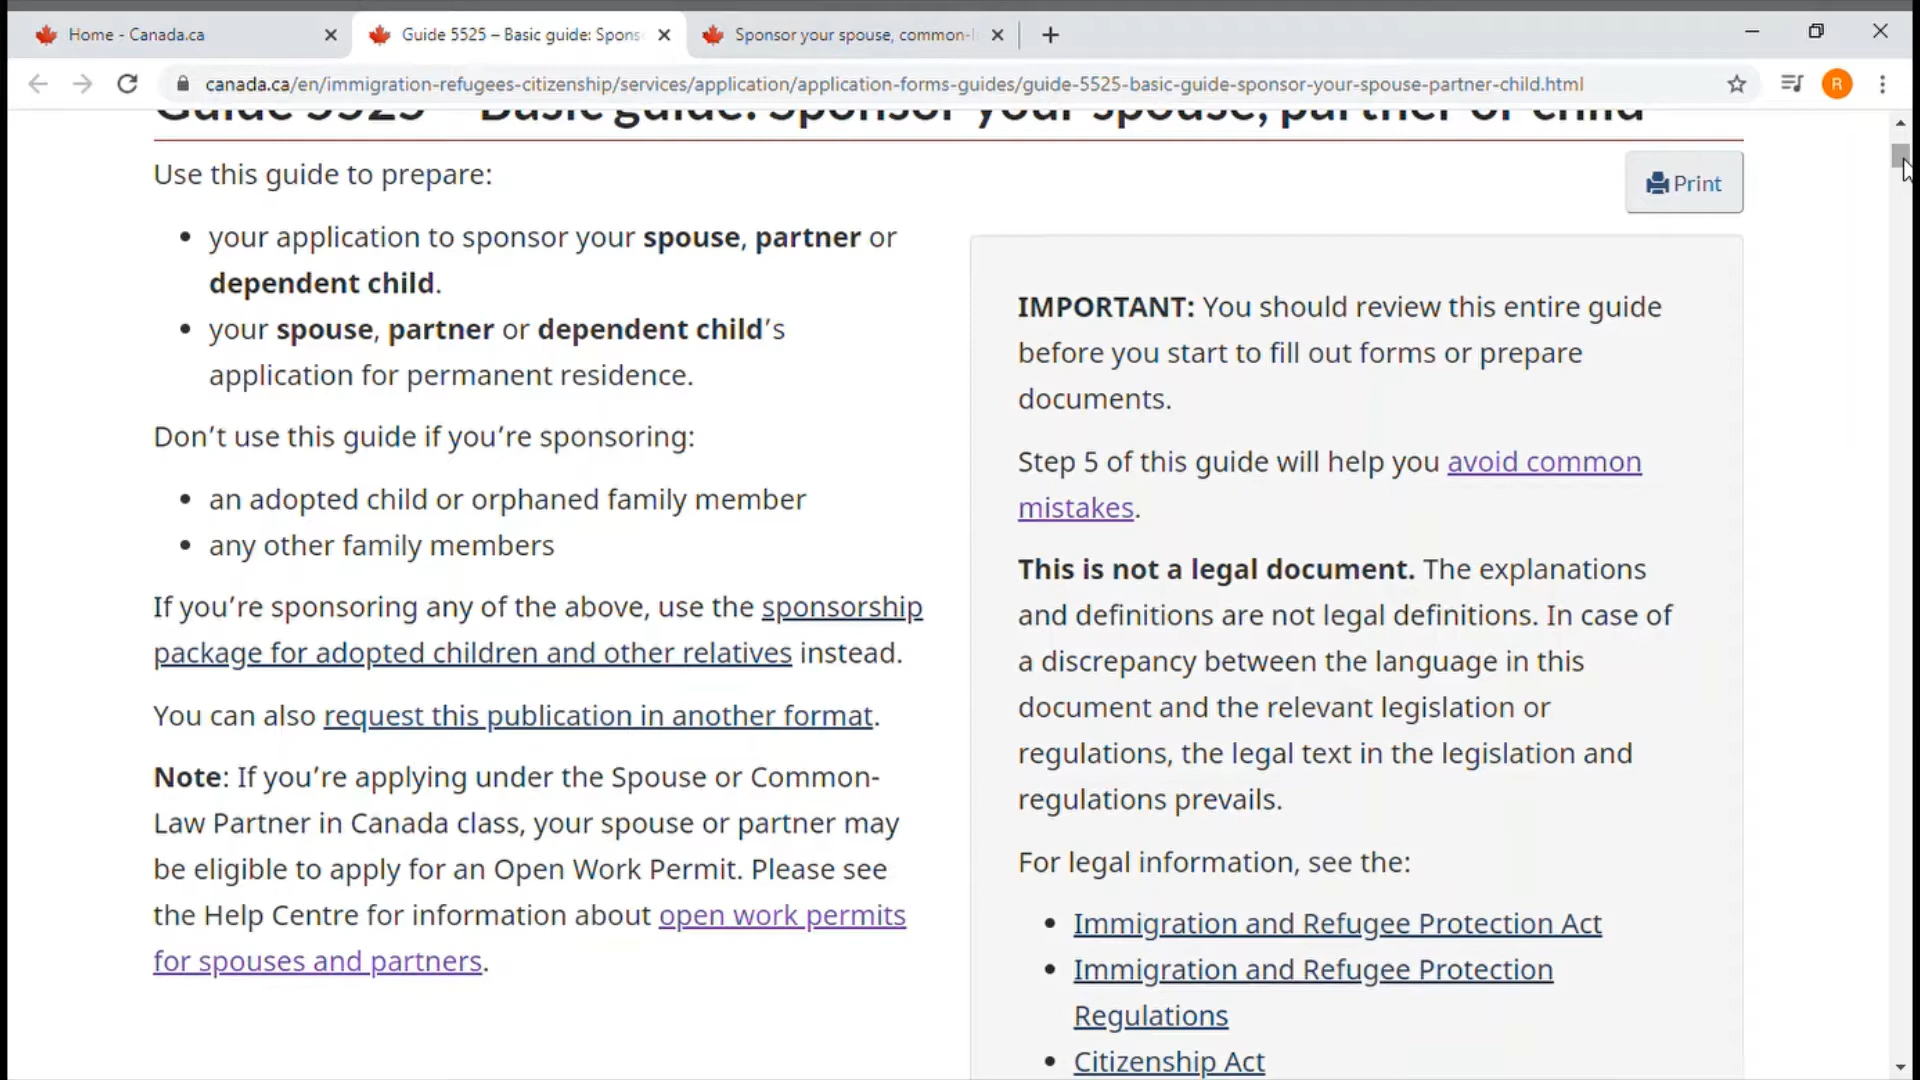 Home - Canada.ca
Guide 5525 – Basic guide: Spons
Sponsor your spouse, common-l
canada.ca/en/immigration-refugees-citizenship/services/application/application-forms-guides/guide-5525-basic-guide-sponsor-your-spouse-partner-child.html
R
Guide 5525 – Basic guide: Sponsor your spouse, partner or child
Use this guide to prepare:
Print
• your application to sponsor your spouse, partner or
dependent child.
• your spouse, partner or dependent child’s
application for permanent residence.
Don’t use this guide if you’re sponsoring:
• an adopted child or orphaned family member
• any other family members
If you’re sponsoring any of the above, use the sponsorship
package for adopted children and other relatives instead.
You can also request this publication in another format.
Note: If you’re applying under the Spouse or Common-
Law Partner in Canada class, your spouse or partner may
be eligible to apply for an Open Work Permit. Please see
the Help Centre for information about open work permits
for spouses and partners.
IMPORTANT: You should review this entire guide
before you start to fill out forms or prepare
documents.
Step 5 of this guide will help you avoid common
mistakes.
This is not a legal document. The explanations
and definitions are not legal definitions. In case of
a discrepancy between the language in this
document and the relevant legislation or
regulations, the legal text in the legislation and
regulations prevails.
For legal information, see the:
• Immigration and Refugee Protection Act
• Immigration and Refugee Protection
Regulations
• Citizenship Act